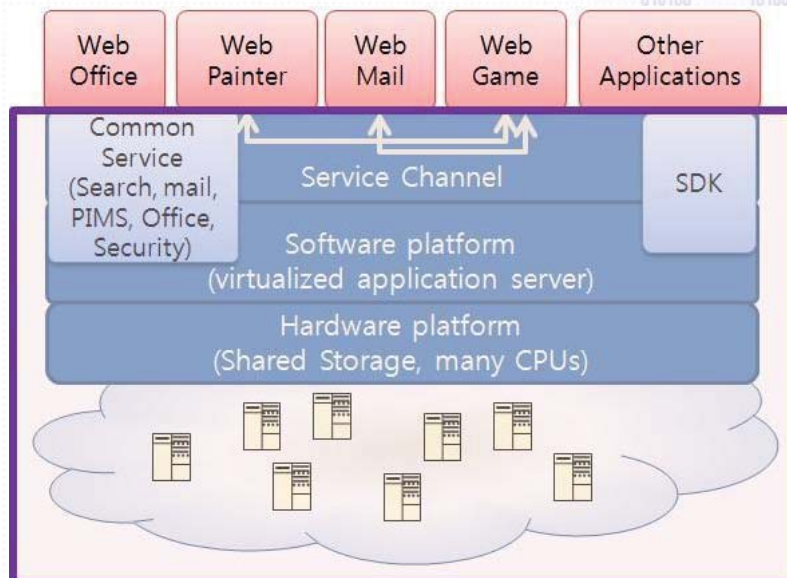 Web
Office
Web
Painter
Web
Mail
Web
Game
Other
Applications
Common
Service
(Search, mail,
PIMS, Office,
Security)
Service Channel
SDK
Software platform
(virtualized application server)
Hardware platform
(Shared Storage, many CPUs)